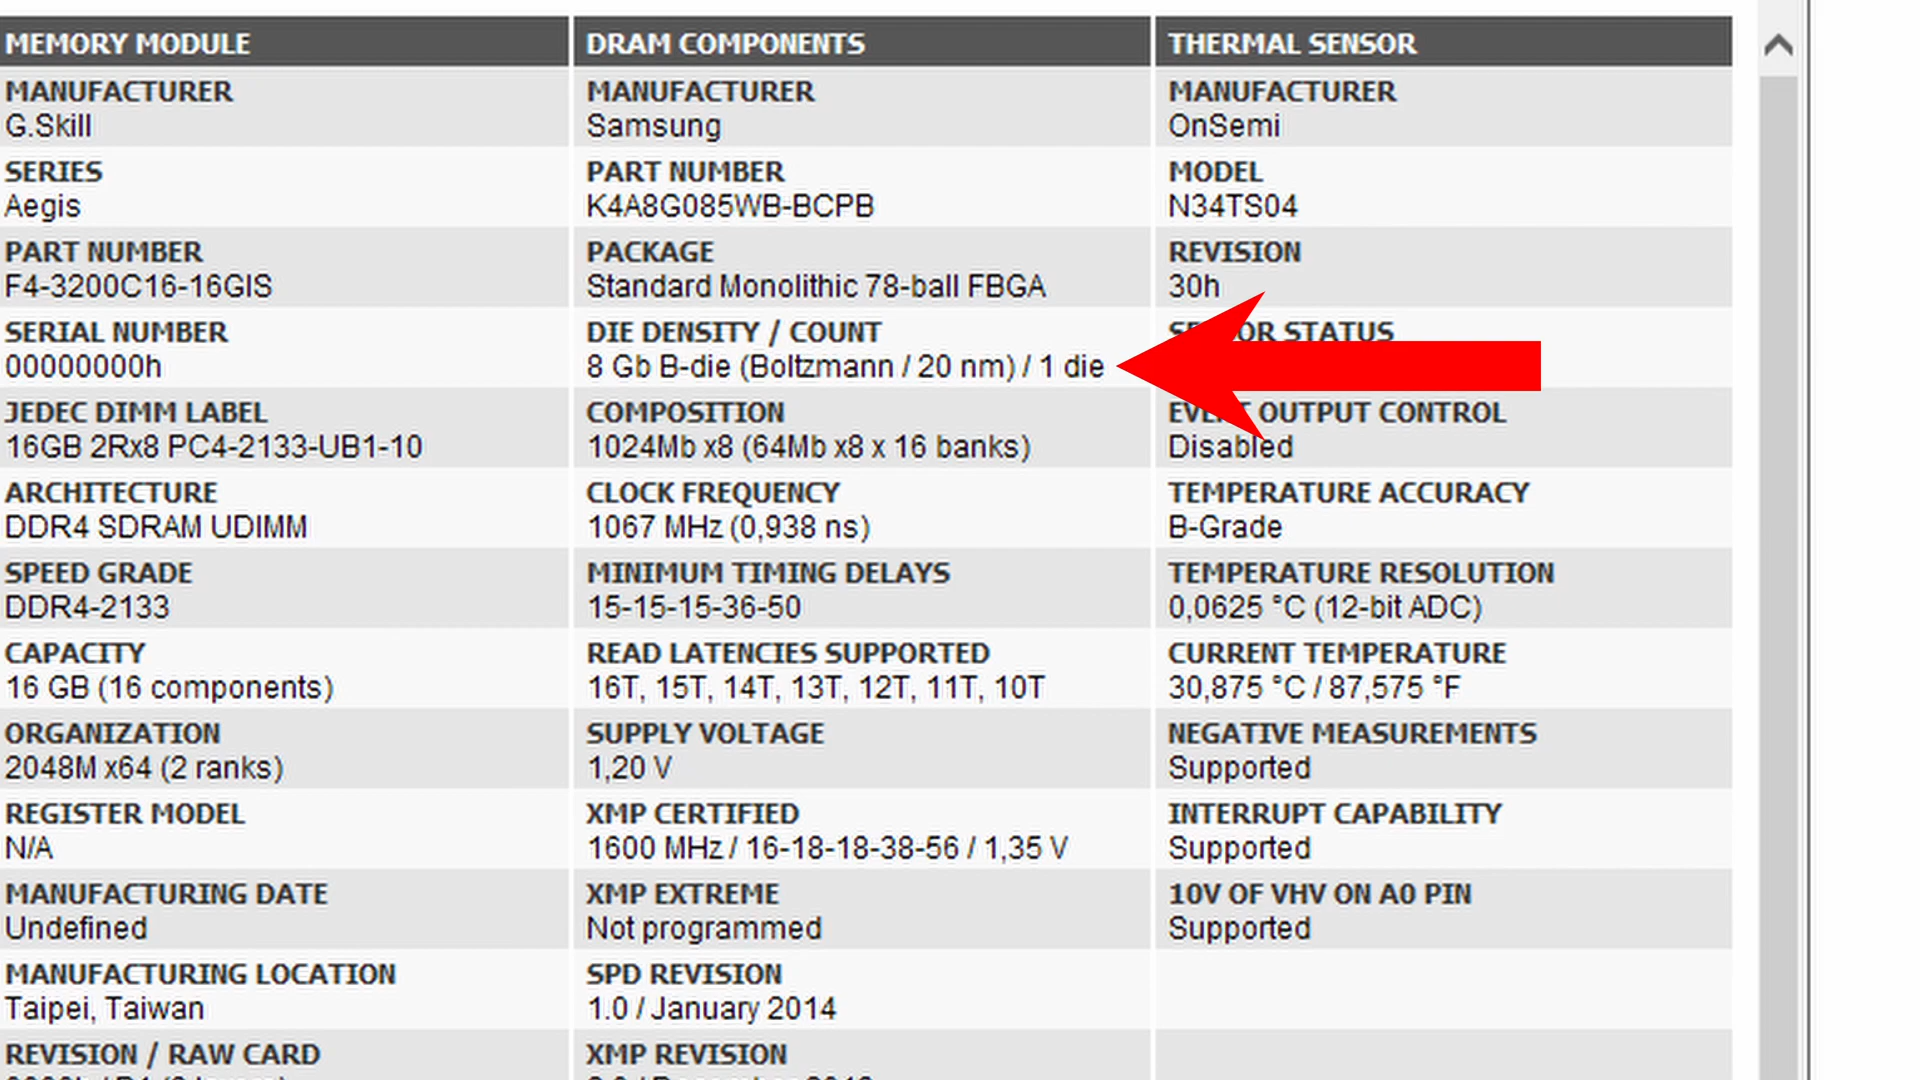 MEMORY MODULE
MANUFACTURER
G.Skill
SERIES
Aegis
PART NUMBER
F4-3200C16-16GIS
SERIAL NUMBER
00000000h
JEDEC DIMM LABEL
16GB 2Rx8 PC4-2133-UB1-10
ARCHITECTURE
DDR4 SDRAM UDIMM
SPEED GRADE
DDR4-2133
CAPACITY
16 GB (16 components)
ORGANIZATION
2048M x64 (2 ranks)
REGISTER MODEL
N/A
MANUFACTURING DATE
Undefined
MANUFACTURING LOCATION
Taipei, Taiwan
REVISION / RAW CARD
DRAM COMPONENTS
MANUFACTURER
Samsung
PART NUMBER
K4A8G085WB-BCPB
PACKAGE
Standard Monolithic 78-ball FBGA
DIE DENSITY / COUNT
8 Gb B-die (Boltzmann / 20 nm) / 1 die
COMPOSITION
1024Mb x8 (64Mb x8 x 16 banks)
CLOCK FREQUENCY
1067 MHz (0,938 ns)
MINIMUM TIMING DELAYS
15-15-15-36-50
READ LATENCIES SUPPORTED
16T, 15T, 14T, 13T, 12T, 11T, 10T
SUPPLY VOLTAGE
1,20 V
XMP CERTIFIED
1600 MHz / 16-18-18-38-56 / 1,35 V
XMP EXTREME
Not programmed
SPD REVISION
1.0 / January 2014
XMP REVISION
THERMAL SENSOR
MANUFACTURER
OnSemi
MODEL
N34TS04
REVISION
30h
STATUS
OUTPUT CONTROL
Disabled
TEMPERATURE ACCURACY
B-Grade
TEMPERATURE RESOLUTION
0,0625 °C (12-bit ADC)
CURRENT TEMPERATURE
30,875 °C / 87,575 °F
NEGATIVE MEASUREMENTS
Supported
INTERRUPT CAPABILITY
Supported
10V OF VHV ON A0 PIN
Supported